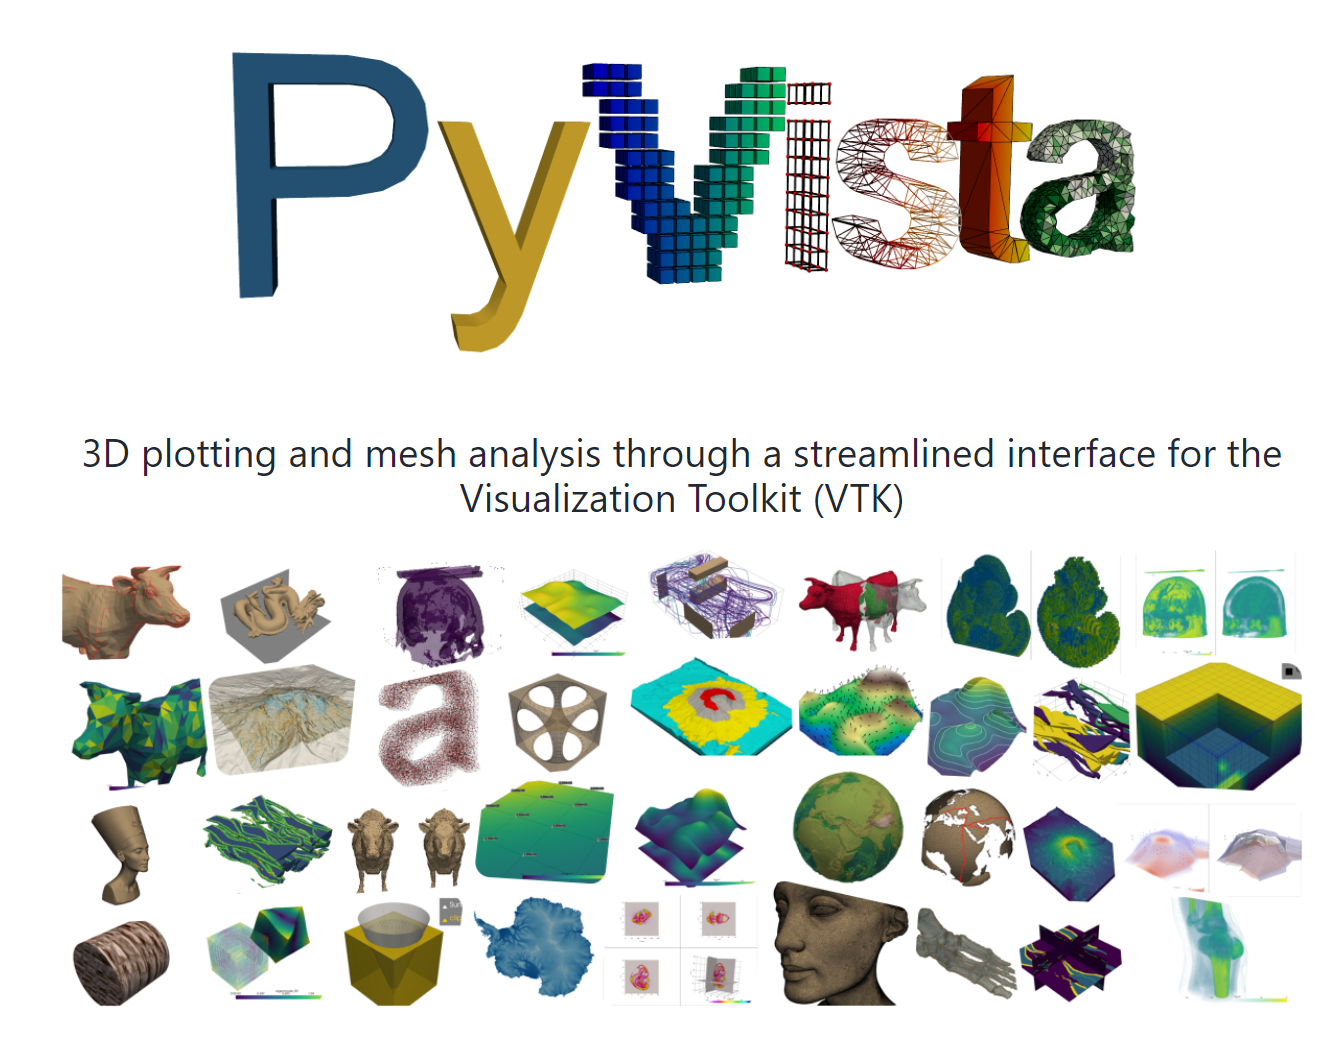 PyVista
3D plotting and mesh analysis through a streamlined interface for the
Visualization Toolkit (VTK)